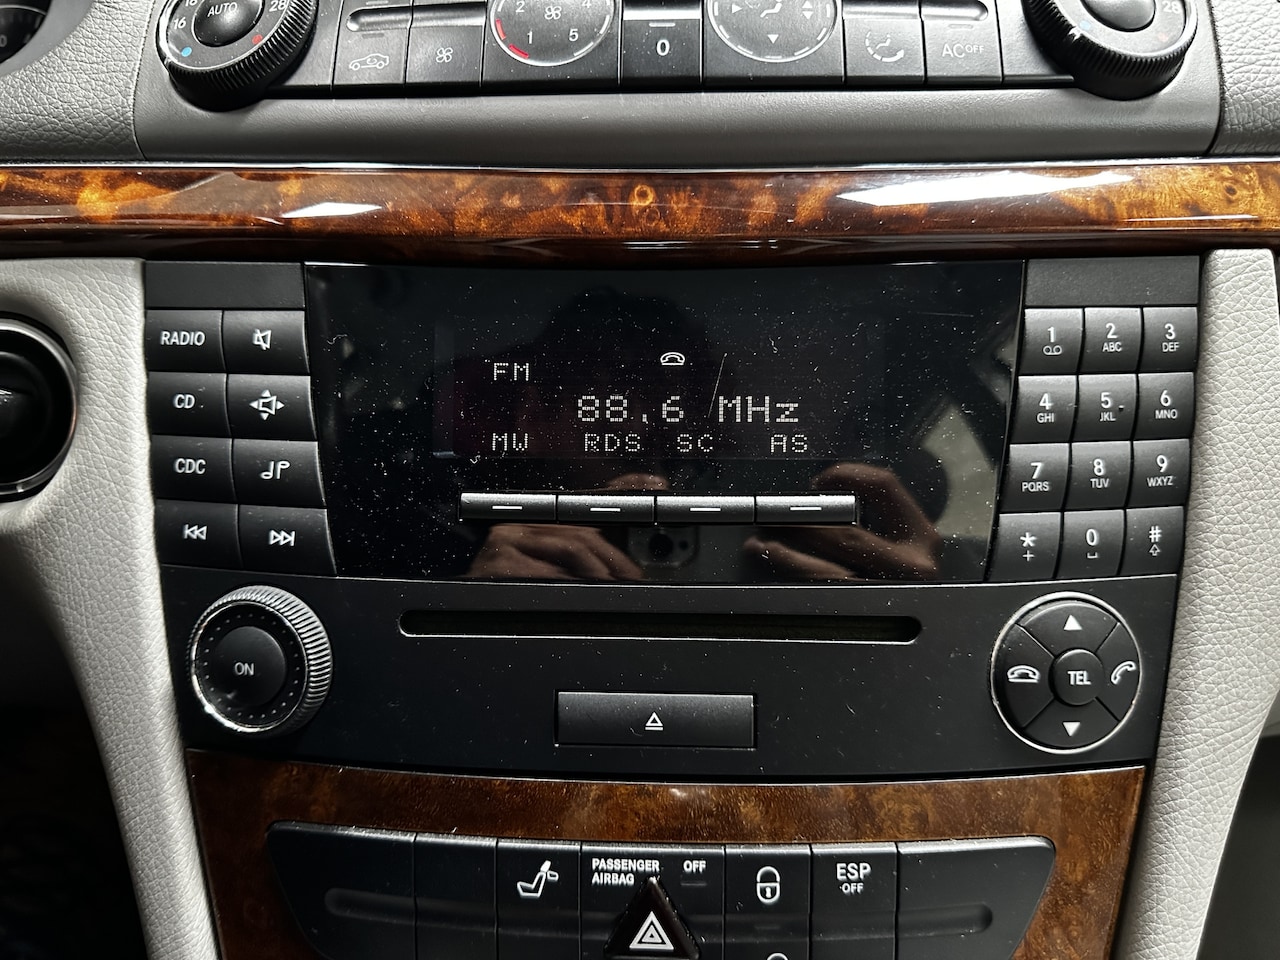 16 AUTO 28
16
2 4
1 5
0
28
AC OFF
RADIO
CD
CDC
FM
88.6 MHz
MW RDS SC AS
1
2 ABC
3 DEF
4 GHI
5 JKL
6 MNO
7 PQRS
8 TUV
9 WXYZ
* +
0
#
ON
TEL
PASSENGER AIRBAG OFF
ESP OFF